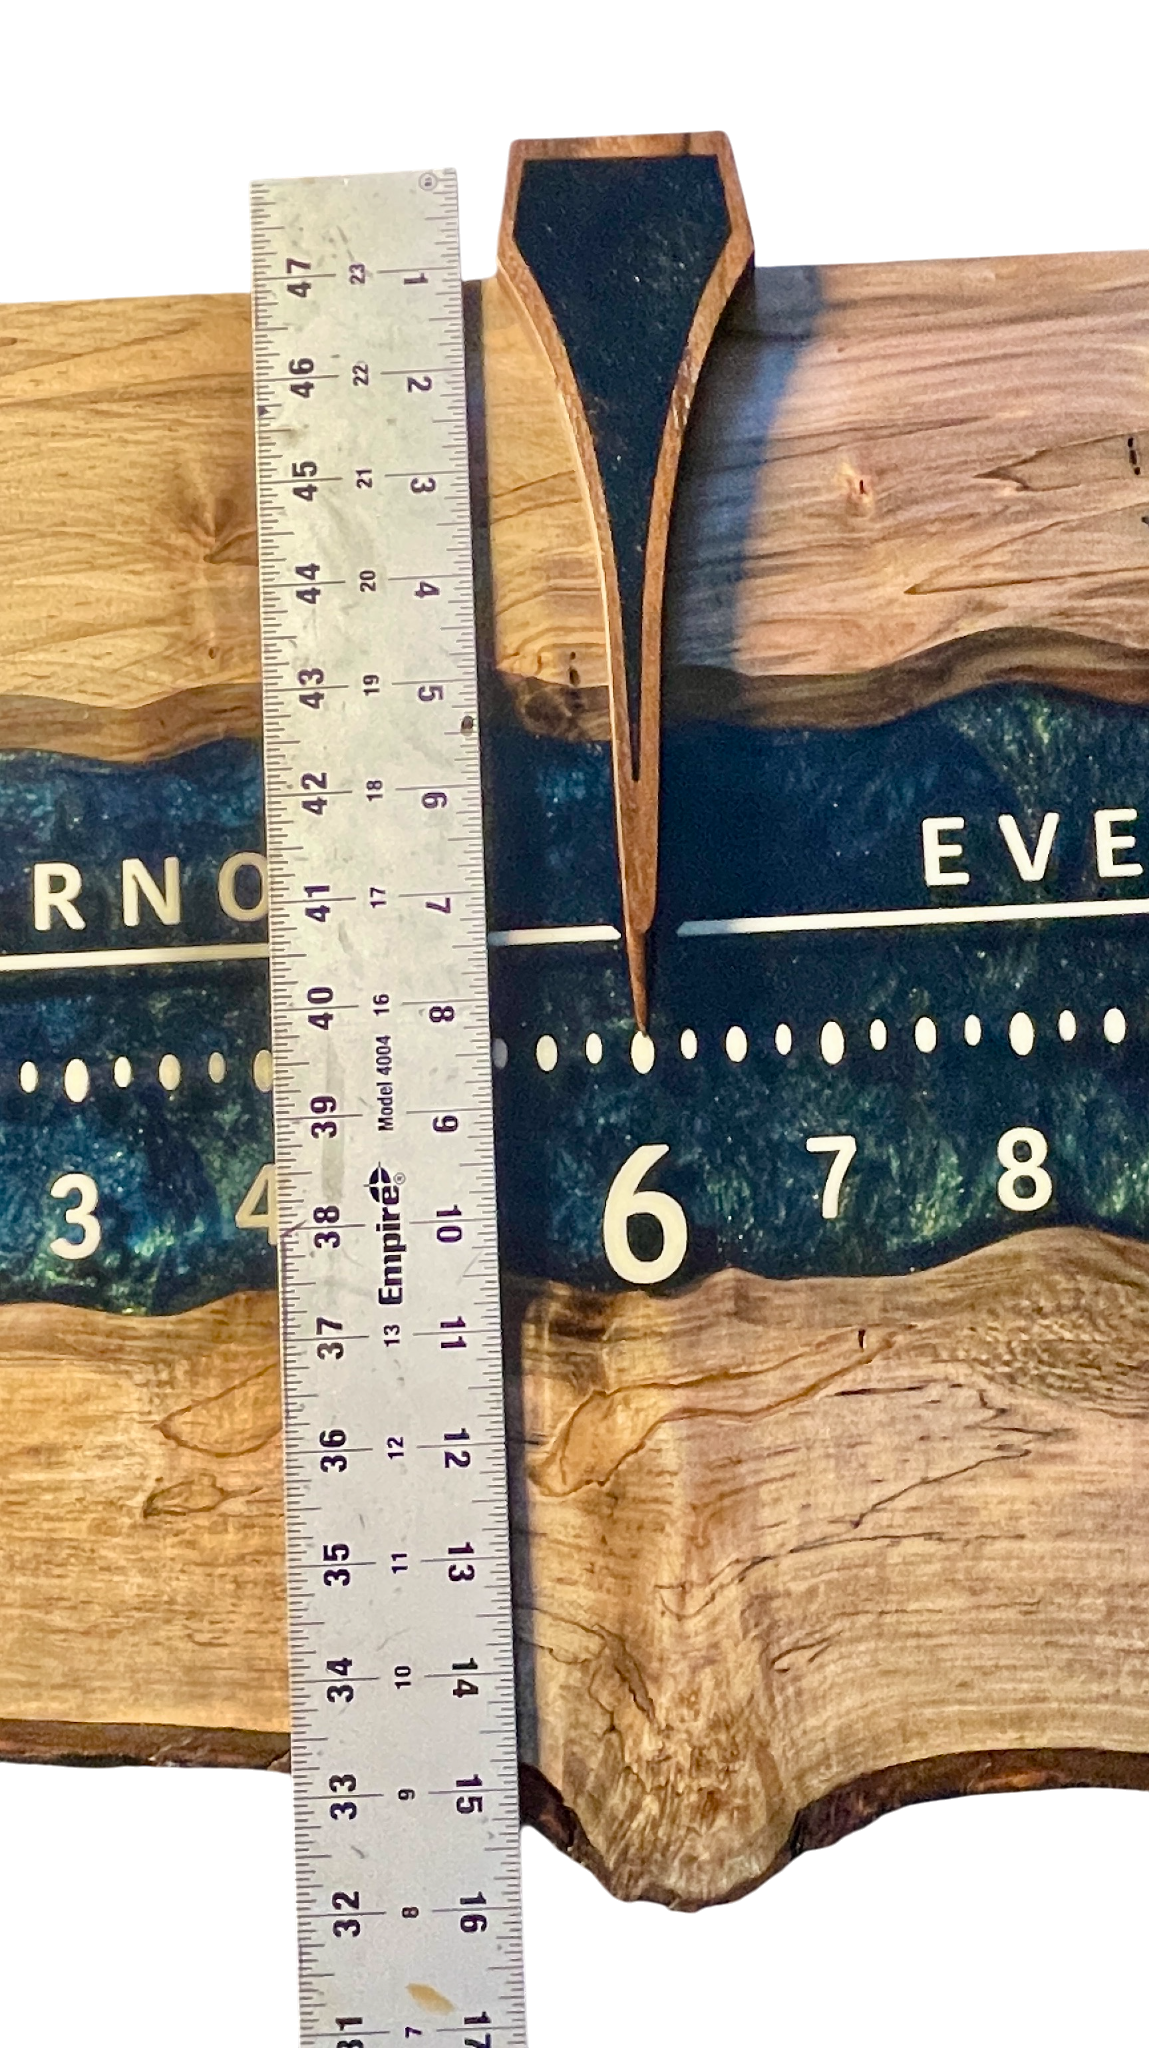 RNO EVE
3 4 6 7 8
47 46 45 44 43 42 41 40 39 38 37 36 35 34 33 32 31
23 22 21 20 19 18 17 16 Model 4004 Empire® 13 12 11 10 9 8 7
1 2 3 4 5 6 7 8 9 10 11 12 13 14 15 16 17